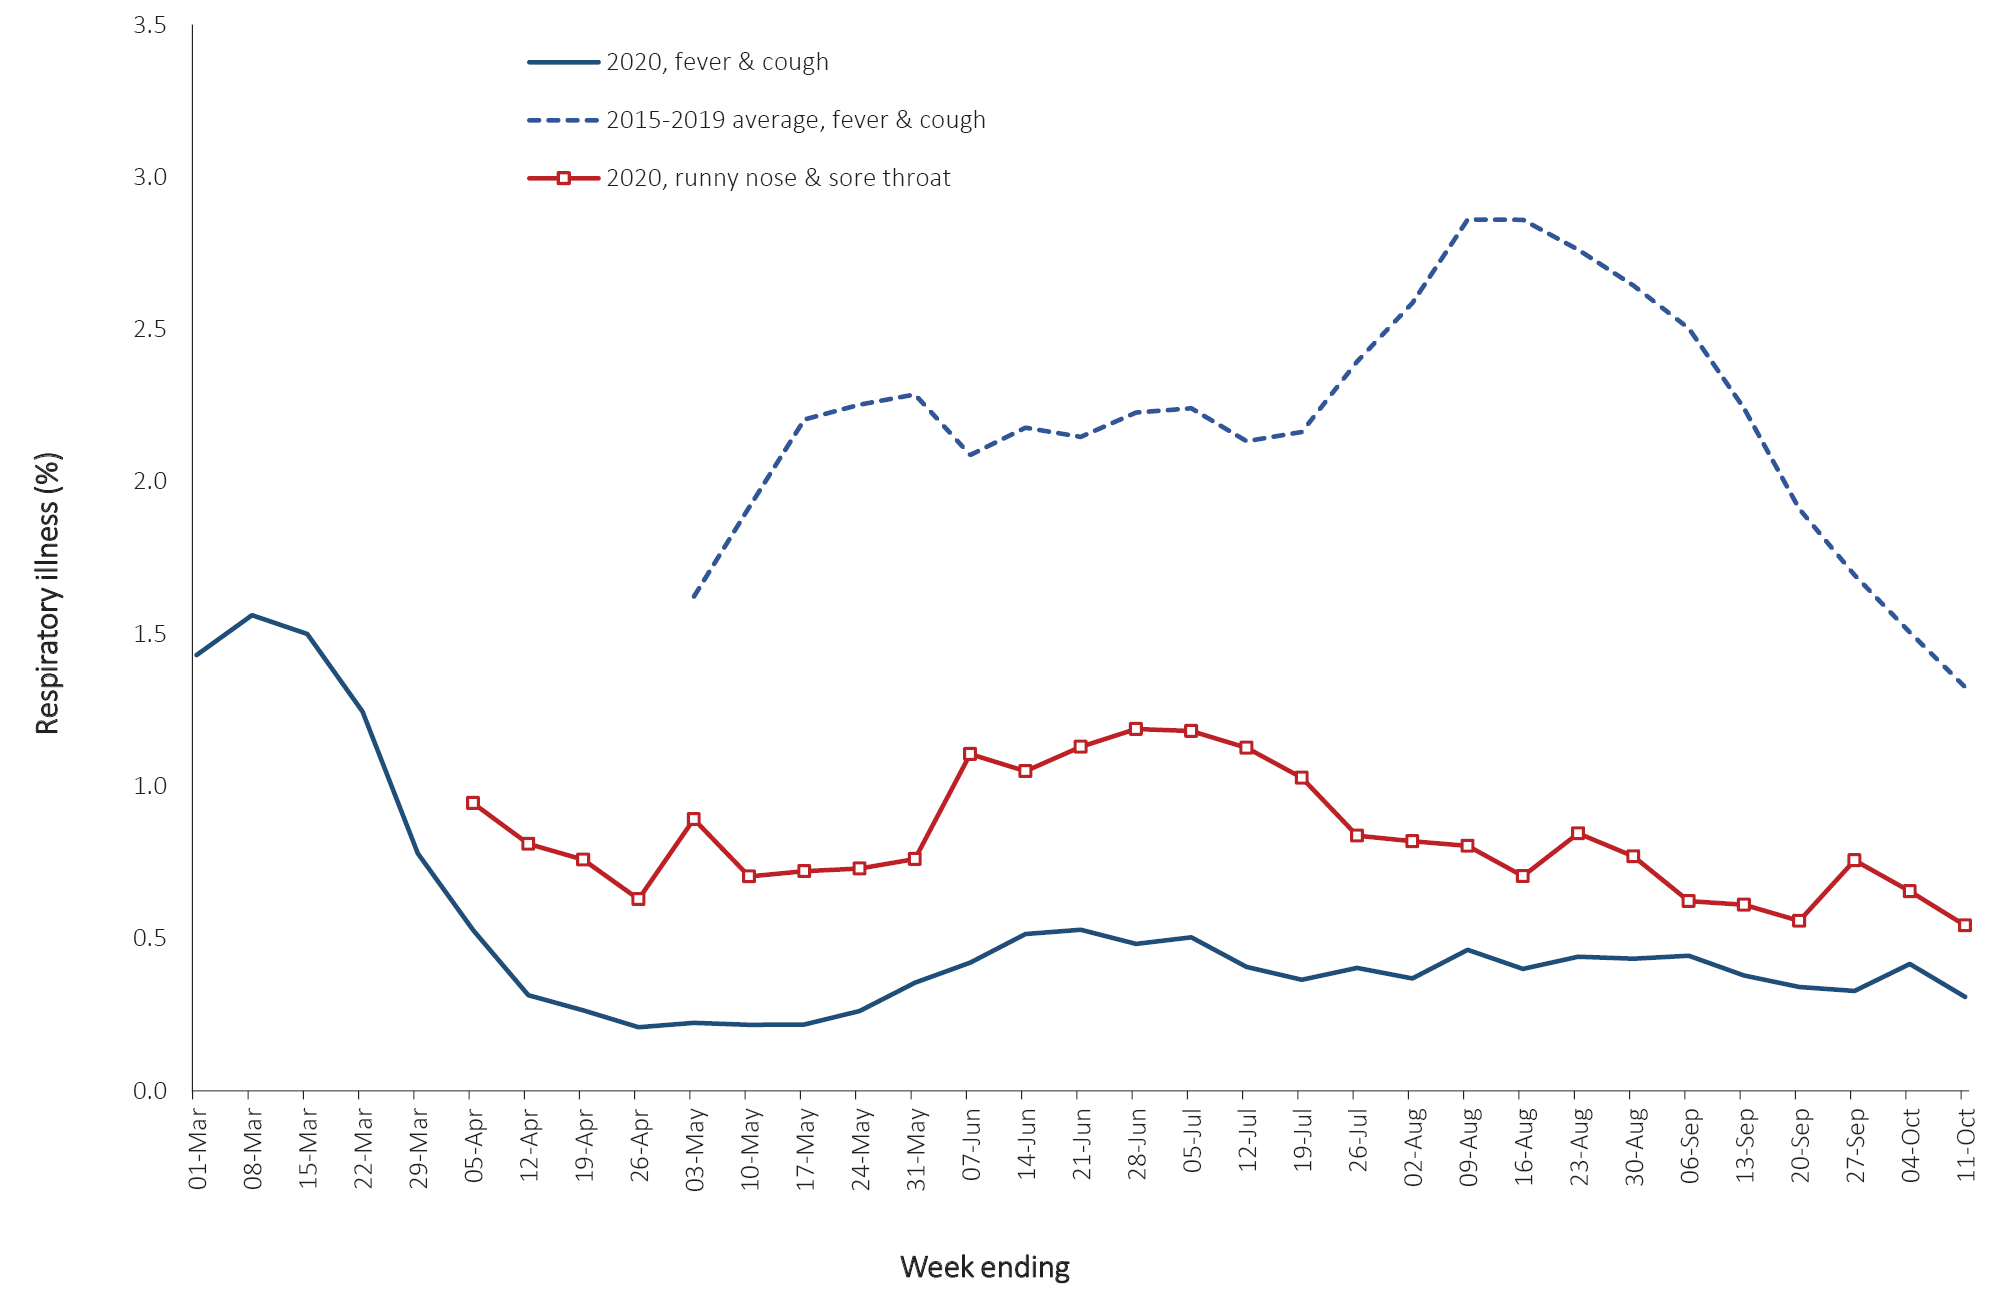 3.5
2020, fever & cough
2015-2019 average, fever & cough
3.0
2020, runny nose & sore throat
2.5
2.0
1.5
1.0
0.5
0.0
Respiratory illness (%)
01-Mar
08-Mar
15-Mar
22-Mar
29-Mar
05-Apr
12-Apr
19-Apr
26-Apr
03-May
10-May
17-May
24-May
31-May
07-Jun
14-Jun
21-Jun
28-Jun
05-Jul
12-Jul
19-Jul
26-Jul
02-Aug
09-Aug
16-Aug
23-Aug
30-Aug
06-Sep
13-Sep
20-Sep
27-Sep
04-Oct
11-Oct
Week ending